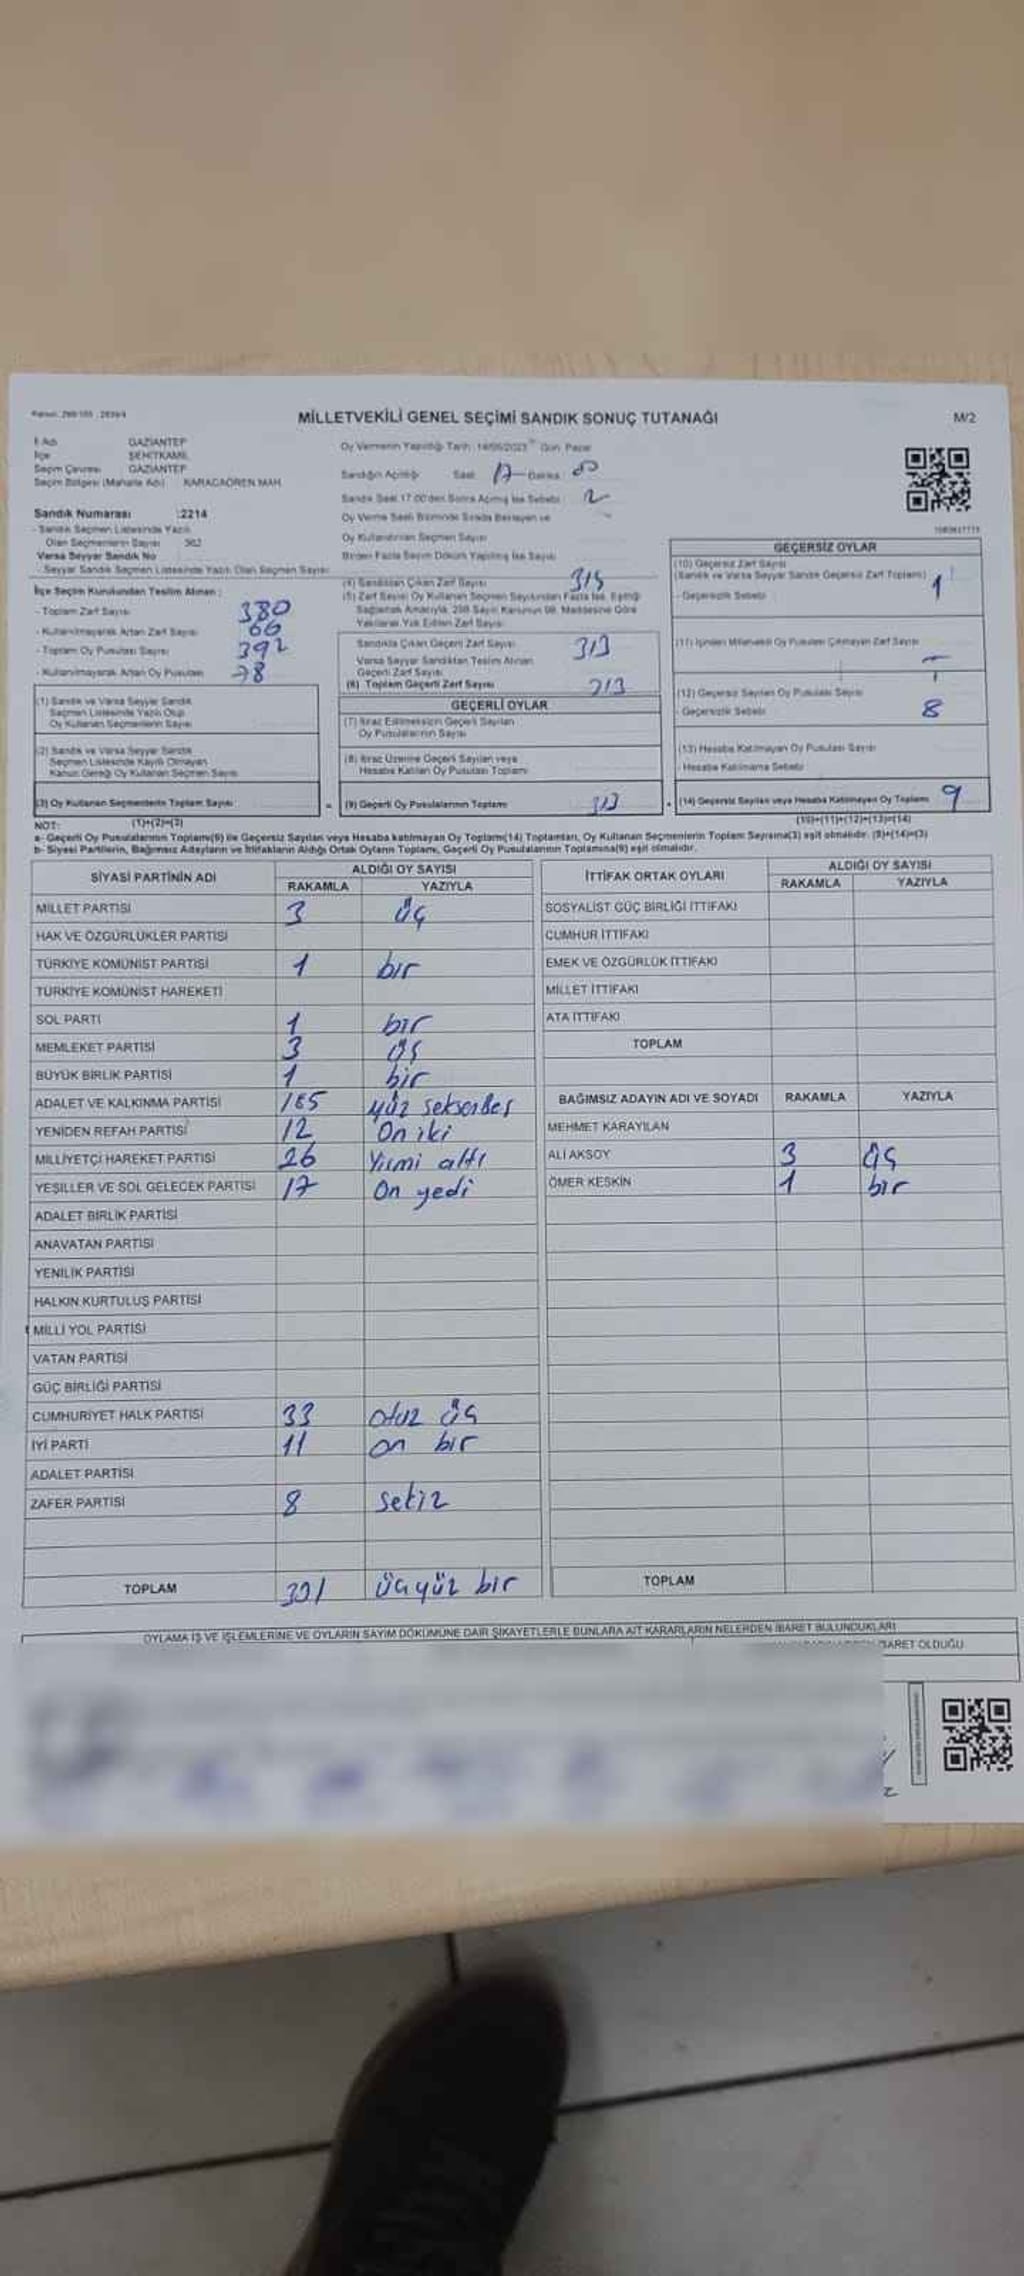 MİLLETVEKİLİ GENEL SEÇİMİ SANDIK SONUÇ TUTANAĞI
M/2
İl Adı GAZİANTEP
İlçe ŞEHİTKAMİL
Seçim Çevresi GAZİANTEP
Seçim Bölgesi (Mahalle Adı) KARACAÖREN MAH.
Sandık Numarası :2214
- Sandık Seçmen Listesinde Yazılı
Olan Seçmenlerin Sayısı 362
Varsa Seyyar Sandık No
- Seyyar Sandık Seçmen Listesinde Yazılı Olan Seçmen Sayısı
İlçe Seçim Kurulundan Teslim Alınan :
- Toplam Zarf Sayısı 380
- Kullanılmayarak Artan Zarf Sayısı 66
- Toplam Oy Pusulası Sayısı 392
- Kullanılmayarak Artan Oy Pusulası 78
(1) Sandık ve Varsa Seyyar Sandık
Seçmen Listesinde Yazılı Olup
Oy Kullanan Seçmenlerin Sayısı
(2) Sandık ve Varsa Seyyar Sandık
Seçmen Listesinde Kayıtlı Olmayan
Kanun Gereği Oy Kullanan Seçmen Sayısı
(3) Oy Kullanan Seçmenlerin Toplam Sayısı
(1)+(2)=(3)
Oy Vermenin Yapıldığı Tarih :14/05/2023 Gün Pazar
Sandığın Açıldığı Saat 17 Dakika
Sandık Saat 17.00'den Sonra Açılmış İse Sebebi
Oy Verme Saati Bitiminde Sırada Bekleyen ve
Oy Kullandırılan Seçmen Sayısı
Birden Fazla Sayım Döküm Yapılmış İse Sayısı
(4) Sandıktan Çıkan Zarf Sayısı 315
(5) Zarf Sayısı Oy Kullanan Seçmen Sayısından Fazla İse, Eşitliği
Sağlamak Amacıyla, 298 Sayılı Kanunun 98. Maddesine Göre
Yakılarak Yok Edilen Zarf Sayısı
Sandıkta Çıkan Geçerli Zarf Sayısı 313
Varsa Seyyar Sandıktan Teslim Alınan
Geçerli Zarf Sayısı
(6) Toplam Geçerli Zarf Sayısı 313
GEÇERLİ OYLAR
(7) İtiraz Edilmeksizin Geçerli Sayılan
Oy Pusulalarının Sayısı
(8) İtiraz Üzerine Geçerli Sayılan veya
Hesaba Katılan Oy Pusulası Toplamı
(9) Geçerli Oy Pusulalarının Toplamı
GEÇERSİZ OYLAR
(10) Geçersiz Zarf Sayısı
(Sandık ve Varsa Seyyar Sandık Geçersiz Zarf Toplamı) 1
- Geçersizlik Sebebi
(11) İçinden Milletvekili Oy Pusulası Çıkmayan Zarf Sayısı -
(12) Geçersiz Sayılan Oy Pusulası Sayısı
- Geçersizlik Sebebi 8
(13) Hesaba Katılmayan Oy Pusulası Sayısı
- Hesaba Katılmama Sebebi
(14) Geçersiz Sayılan veya Hesaba Katılmayan Oy Toplamı 9
(10)+(11)+(12)+(13)=(14)
NOT:
a- Geçerli Oy Pusulalarının Toplamı(9) ile Geçersiz Sayılan veya Hesaba katılmayan Oy Toplamı(14) Toplamları, Oy Kullanan Seçmenlerin Toplam Sayısına(3) eşit olmalıdır. (9)+(14)=(3)
b- Siyasi Partilerin, Bağımsız Adayların ve İttifakların Aldığı Ortak Oyların Toplamı, Geçerli Oy Pusulalarının Toplamına(9) eşit olmalıdır.
SİYASİ PARTİNİN ADI ALDIĞI OY SAYISI
RAKAMLA YAZIYLA
MİLLET PARTİSİ 3 üç
HAK VE ÖZGÜRLÜKLER PARTİSİ
TÜRKİYE KOMÜNİST PARTİSİ 1 bir
TÜRKİYE KOMÜNİST HAREKETİ
SOL PARTİ 1 bir
MEMLEKET PARTİSİ 3 üç
BÜYÜK BİRLİK PARTİSİ 1 bir
ADALET VE KALKINMA PARTİSİ 185 yüz seksenbeş
YENİDEN REFAH PARTİSİ 12 On iki
MİLLİYETÇİ HAREKET PARTİSİ 26 Yirmi altı
YEŞİLLER VE SOL GELECEK PARTİSİ 17 On yedi
ADALET BİRLİK PARTİSİ
ANAVATAN PARTİSİ
YENİLİK PARTİSİ
HALKIN KURTULUŞ PARTİSİ
MİLLİ YOL PARTİSİ
VATAN PARTİSİ
GÜÇ BİRLİĞİ PARTİSİ
CUMHURİYET HALK PARTİSİ 33 otuz üç
İYİ PARTİ 11 on bir
ADALET PARTİSİ
ZAFER PARTİSİ 8 sekiz
TOPLAM 301 üçyüz bir
İTTİFAK ORTAK OYLARI ALDIĞI OY SAYISI
RAKAMLA YAZIYLA
SOSYALİST GÜÇ BİRLİĞİ İTTİFAKI
CUMHUR İTTİFAKI
EMEK VE ÖZGÜRLÜK İTTİFAKI
MİLLET İTTİFAKI
ATA İTTİFAKI
TOPLAM
BAĞIMSIZ ADAYIN ADI VE SOYADI RAKAMLA YAZIYLA
MEHMET KARAYILAN
ALİ AKSOY 3 üç
ÖMER KESKİN 1 bir
TOPLAM
OYLAMA İŞ VE İŞLEMLERİNE VE OYLARIN SAYIM DÖKÜMÜNE DAİR ŞİKAYETLERLE BUNLARA AİT KARARLARIN NELERDEN İBARET BULUNDUKLARI
İBARET OLDUĞU